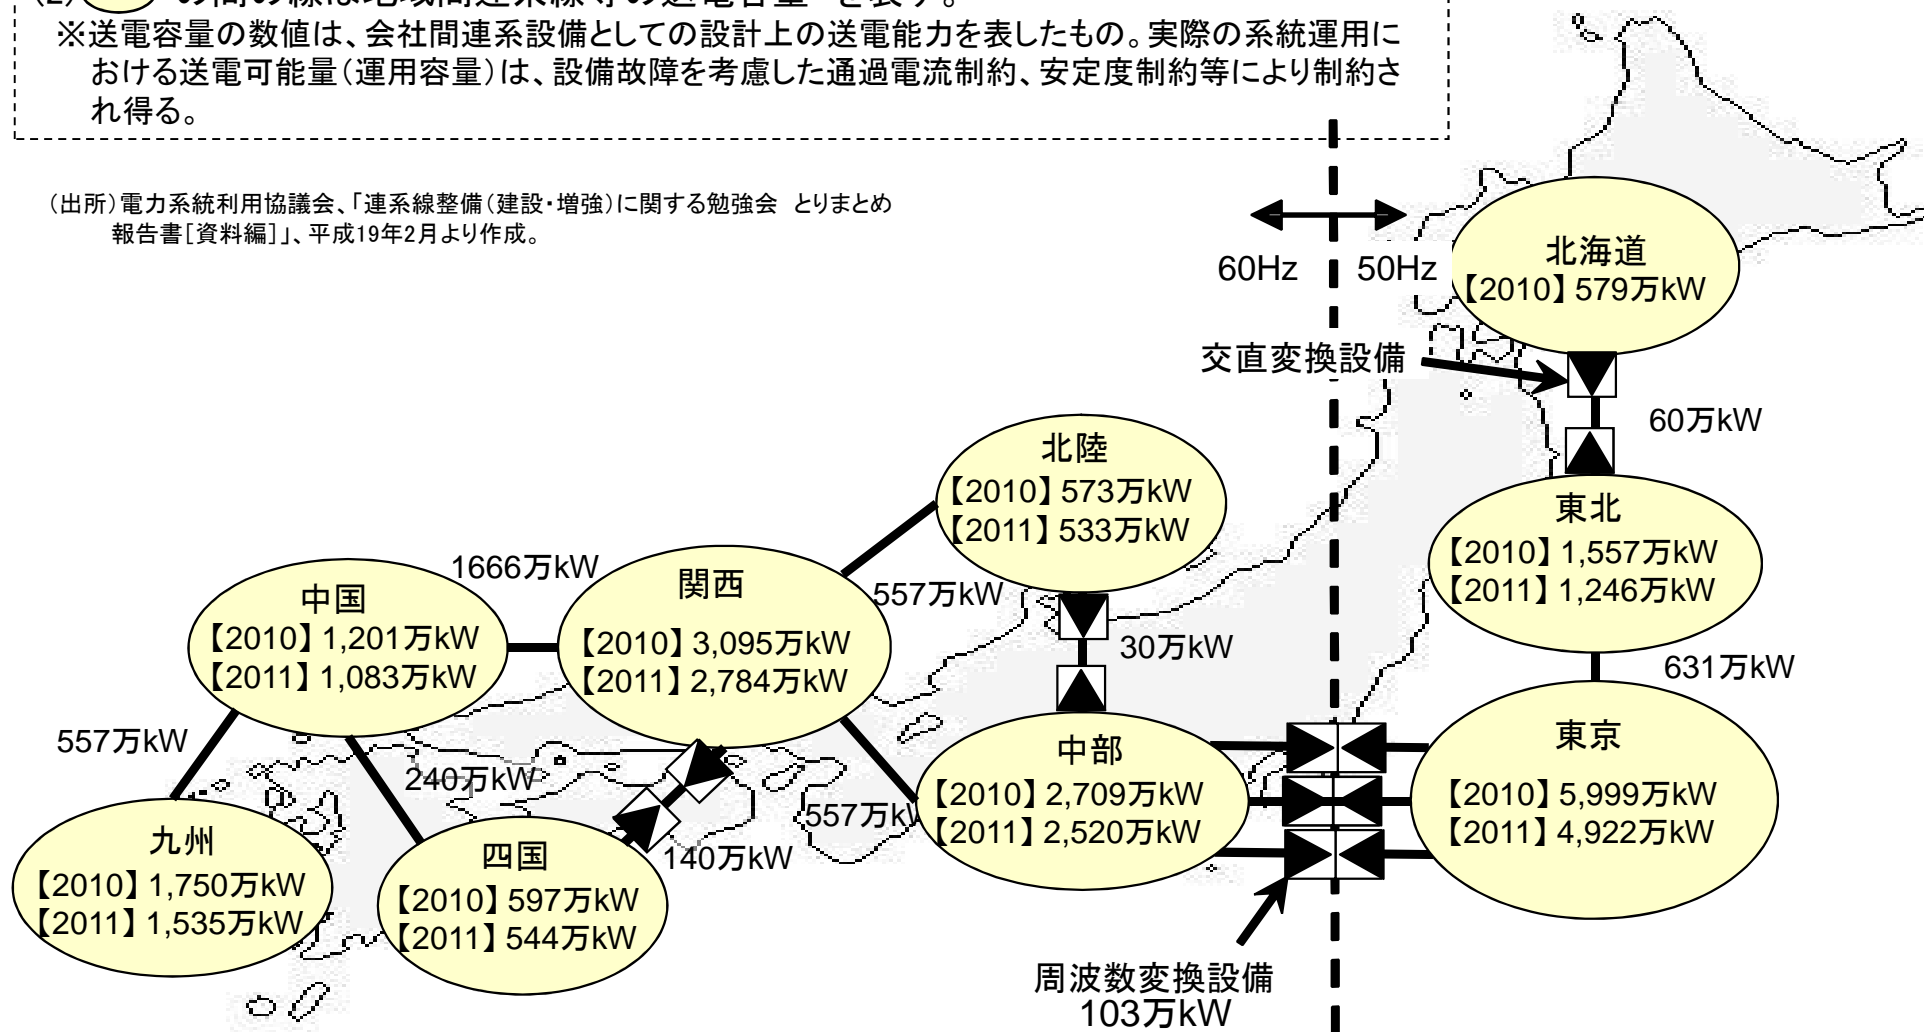 の間の線は地域間連系線等の送電容量※を表す。
※送電容量の数値は、会社間連系設備としての設計上の送電能力を表したもの。実際の系統運用に
おける送電可能量(運用容量)は、設備故障を考慮した通過電流制約、安定度制約等により制約さ
れ得る。
(出所)電力系統利用協議会、「連系線整備(建設・増強)に関する勉強会 とりまとめ
報告書[資料編]」、平成19年2月より作成。
60Hz
50Hz
北海道
【2010】 579万kW
交直変換設備
60万kW
北陸
【2010】 573万kW
【2011】 533万kW
東北
【2010】 1,557万kW
【2011】 1,246万kW
1666万kW
関西
【2010】 3,095万kW
【2011】 2,784万kW
557万kW
中国
【2010】 1,201万kW
【2011】 1,083万kW
30万kW
631万kW
557万kW
240万kW
中部
【2010】 2,709万kW
【2011】 2,520万kW
東京
【2010】 5,999万kW
【2011】 4,922万kW
557万kW
九州
【2010】 1,750万kW
【2011】 1,535万kW
四国
【2010】 597万kW
【2011】 544万kW
140万kW
周波数変換設備
103万kW